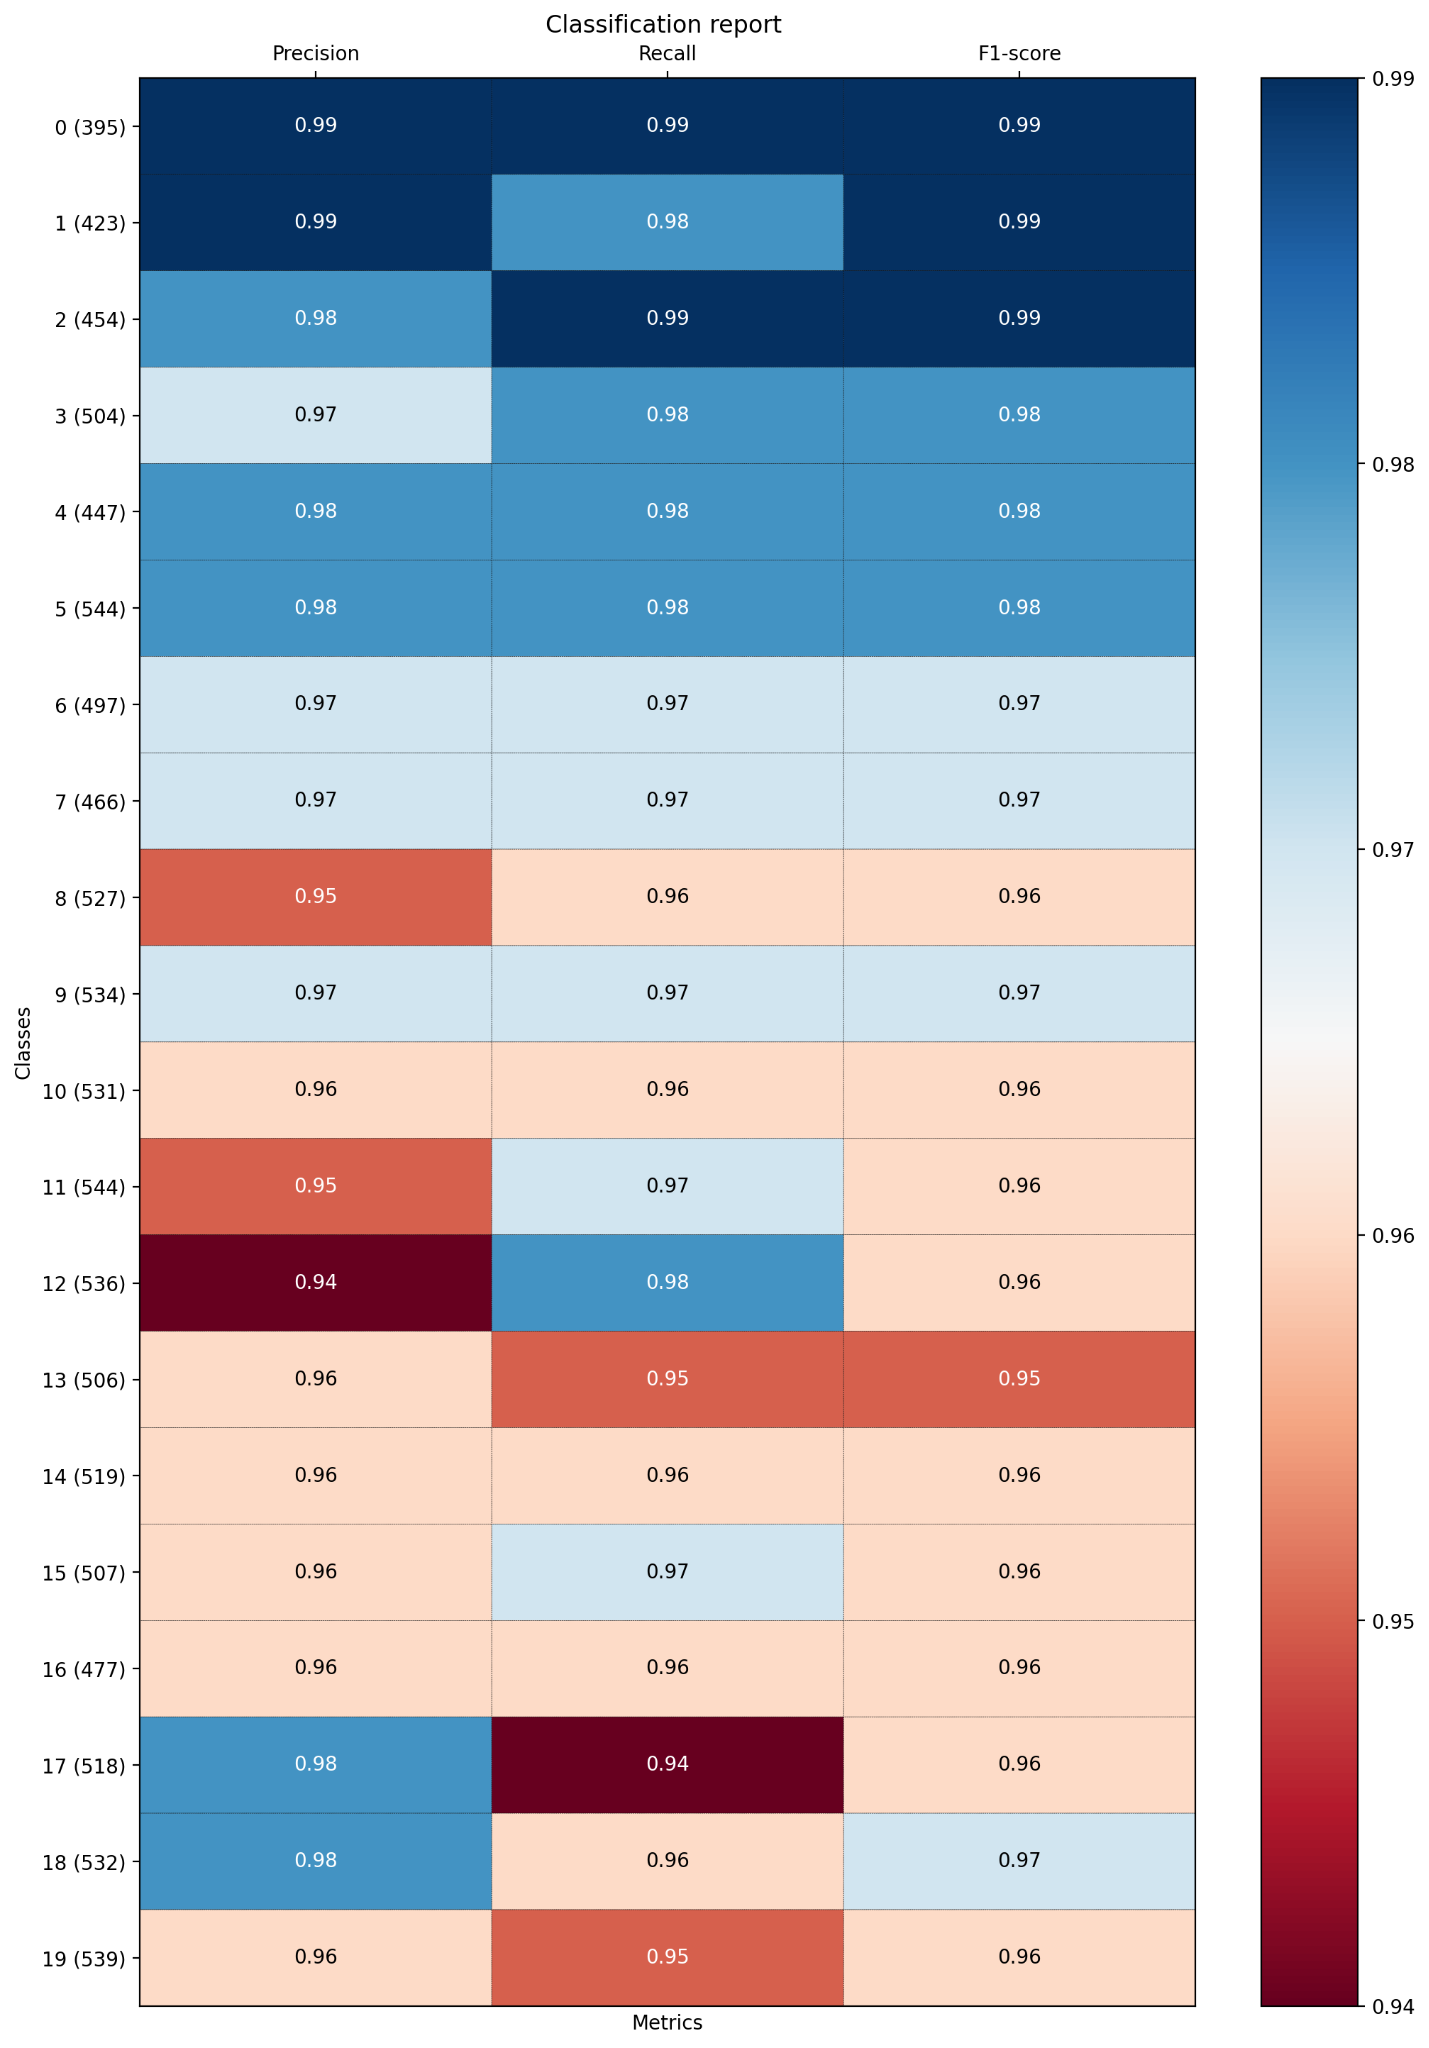 Classification report
Precision Recall F1-score
0 (395) 0.99 0.99 0.99 0.99
1 (423) 0.99 0.98 0.99
2 (454) 0.98 0.99 0.99
3 (504) 0.97 0.98 0.98
0.98
4 (447) 0.98 0.98 0.98
5 (544) 0.98 0.98 0.98
6 (497) 0.97 0.97 0.97
7 (466) 0.97 0.97 0.97
0.97
8 (527) 0.95 0.96 0.96
9 (534) 0.97 0.97 0.97
Classes
10 (531) 0.96 0.96 0.96
11 (544) 0.95 0.97 0.96
0.96
12 (536) 0.94 0.98 0.96
13 (506) 0.96 0.95 0.95
14 (519) 0.96 0.96 0.96
15 (507) 0.96 0.97 0.96
0.95
16 (477) 0.96 0.96 0.96
17 (518) 0.98 0.94 0.96
18 (532) 0.98 0.96 0.97
19 (539) 0.96 0.95 0.96
0.94
Metrics